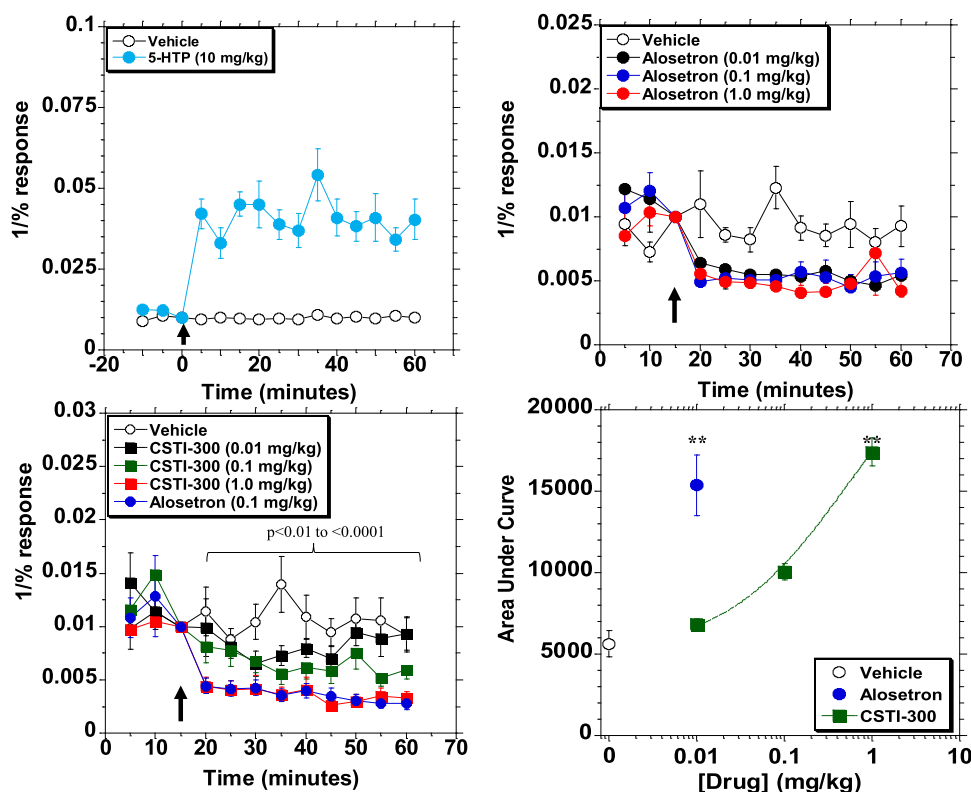 0.1
0.075
0.05
0.025
0
1/% response
Vehicle
5-HTP (10 mg/kg)
-20 0 20 40 60 80
Time (minutes)
0.025
0.02
0.015
0.01
0.005
0
1/% response
Vehicle
Alosetron (0.01 mg/kg)
Alosetron (0.1 mg/kg)
Alosetron (1.0 mg/kg)
0 10 20 30 40 50 60 70
Time (minutes)
0.03
0.025
0.02
0.015
0.01
0.005
0
1/% response
Vehicle
CSTI-300 (0.01 mg/kg)
CSTI-300 (0.1 mg/kg)
CSTI-300 (1.0 mg/kg)
Alosetron (0.1 mg/kg)
p<0.01 to <0.0001
0 10 20 30 40 50 60 70
Time (minutes)
20000
15000
10000
5000
0
Area Under Curve
** **
Vehicle
Alosetron
CSTI-300
0 0.01 0.1 1 10
[Drug] (mg/kg)